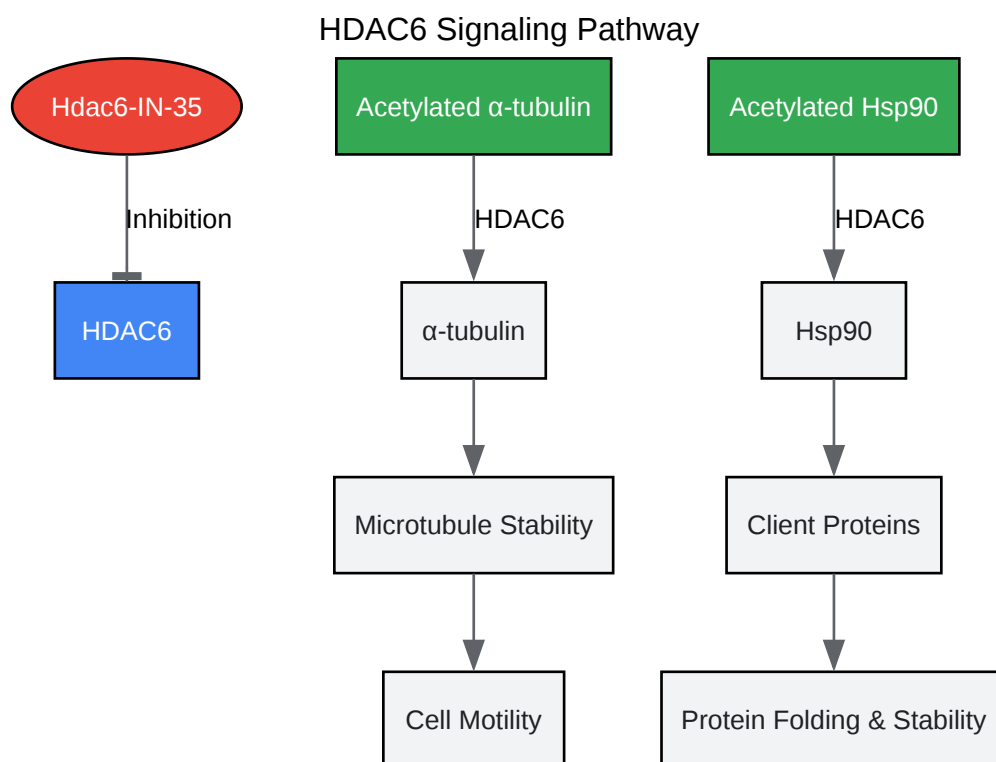 HDAC6 Signaling Pathway
Hdac6-IN-35
Acetylated α-tubulin
Acetylated Hsp90
Inhibition
HDAC6
HDAC6
HDAC6
α-tubulin
Hsp90
Microtubule Stability
Client Proteins
Cell Motility
Protein Folding & Stability